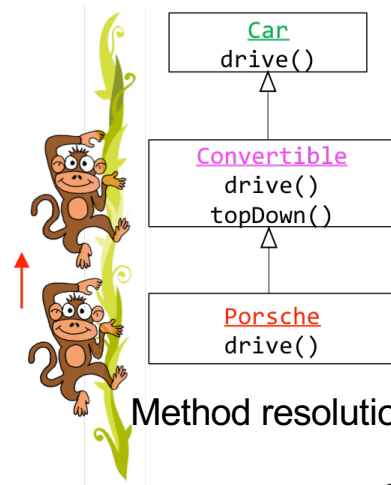 Car
drive()
Convertible
drive()
topDown()
Porsche
drive()
Method resolutio